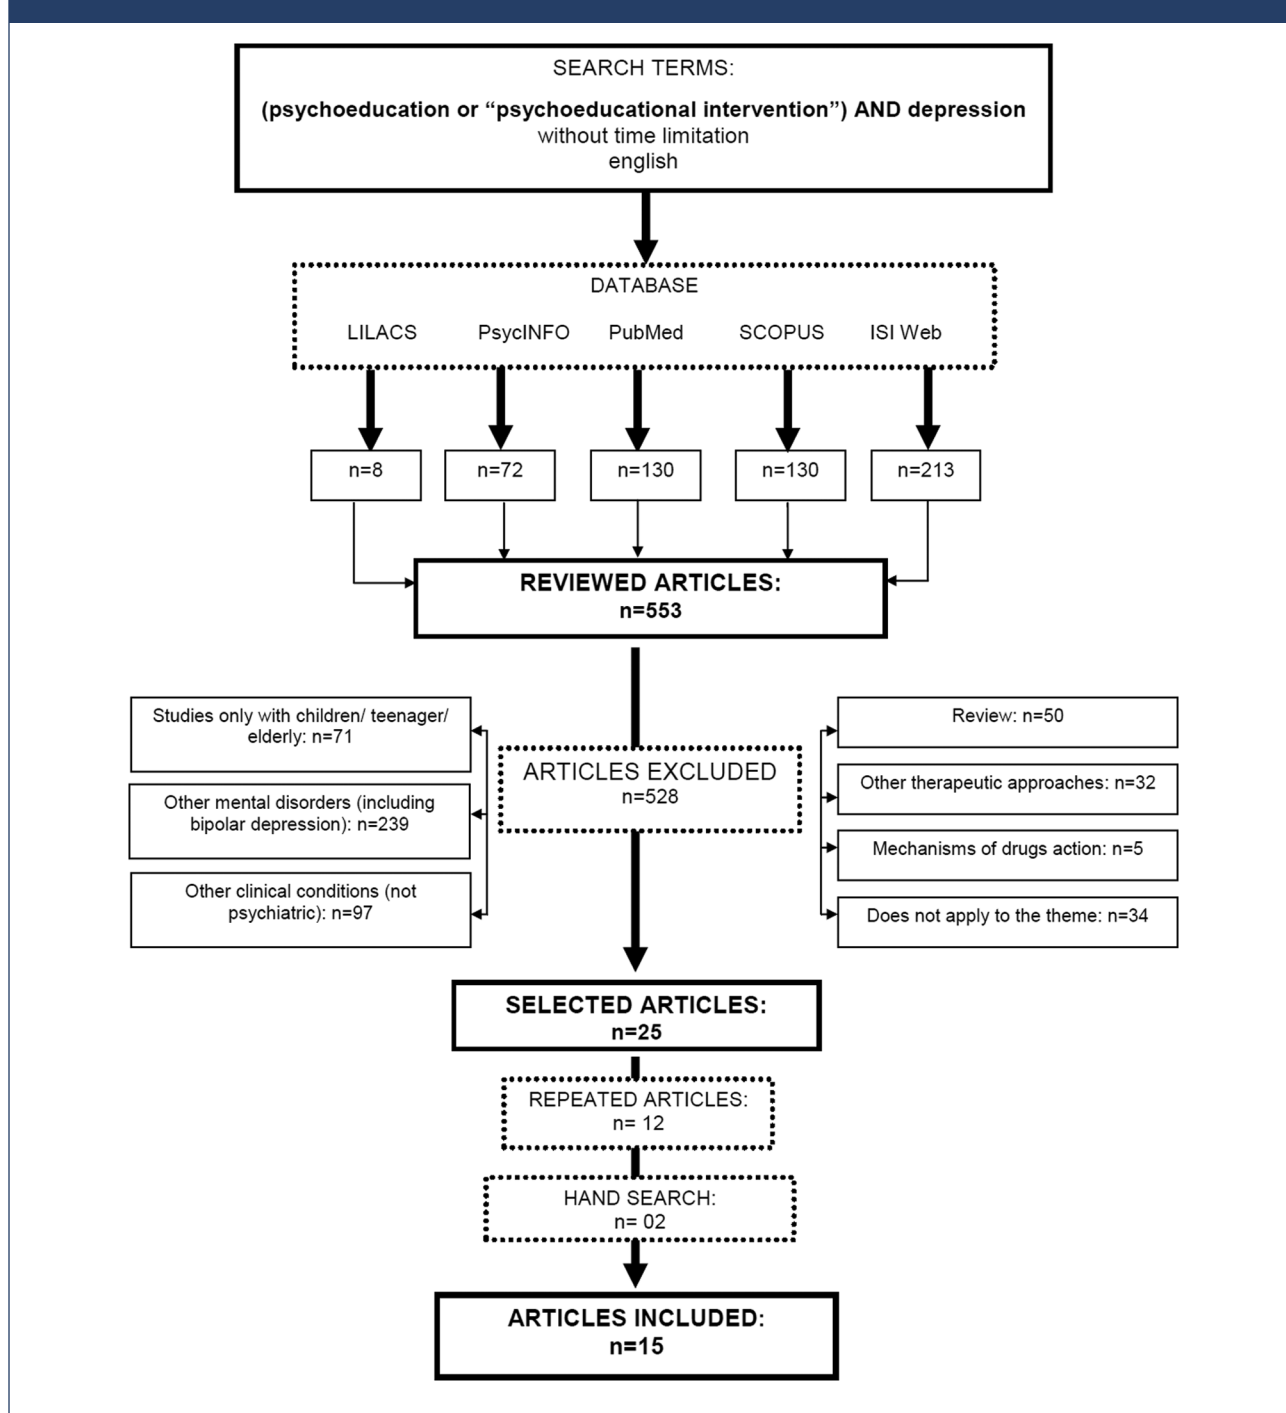 SEARCH TERMS:
(psychoeducation or “psychoeducational intervention”) AND depression
without time limitation
english
DATABASE
LILACS PsycINFO PubMed SCOPUS ISI Web
n=8 n=72 n=130 n=130 n=213
REVIEWED ARTICLES:
n=553
Studies only with children/ teenager/
elderly: n=71
Other mental disorders (including
bipolar depression): n=239
Other clinical conditions (not
psychiatric): n=97
ARTICLES EXCLUDED
n=528
Review: n=50
Other therapeutic approaches: n=32
Mechanisms of drugs action: n=5
Does not apply to the theme: n=34
SELECTED ARTICLES:
n=25
REPEATED ARTICLES:
n= 12
HAND SEARCH:
n= 02
ARTICLES INCLUDED:
n=15